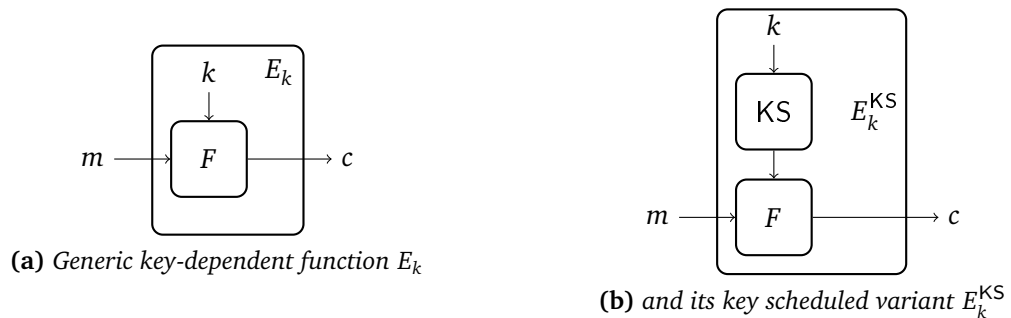 k
E_k
m
F
c
(a) Generic key-dependent function E_k
k
KS
E_k^KS
m
F
c
(b) and its key scheduled variant E_k^KS